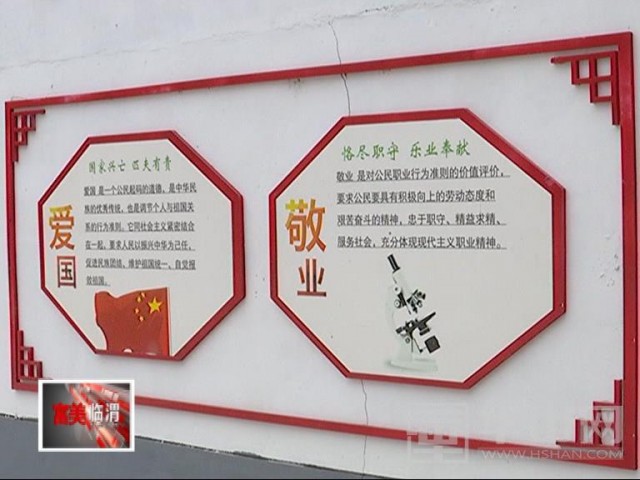 国家兴亡 匹夫有责
爱国
爱国 是一个公民起码的道德、是中华民
族的优秀传统，也是调节个人与祖国关
系的行为准则。它同社会主义紧密结合
在一起。要求人民以振兴中华为己任，
促进民族团结、维护祖国统一、自觉报
效祖国。
恪尽职守 乐业奉献
敬业
敬业 是对公民职业行为准则的价值评价，
要求公民要具有积极向上的劳动态度和
艰苦奋斗的精神，忠于职守、精益求精、
服务社会，充分体现现代主义职业精神。
富美临渭
WWW.HSHAN.COM